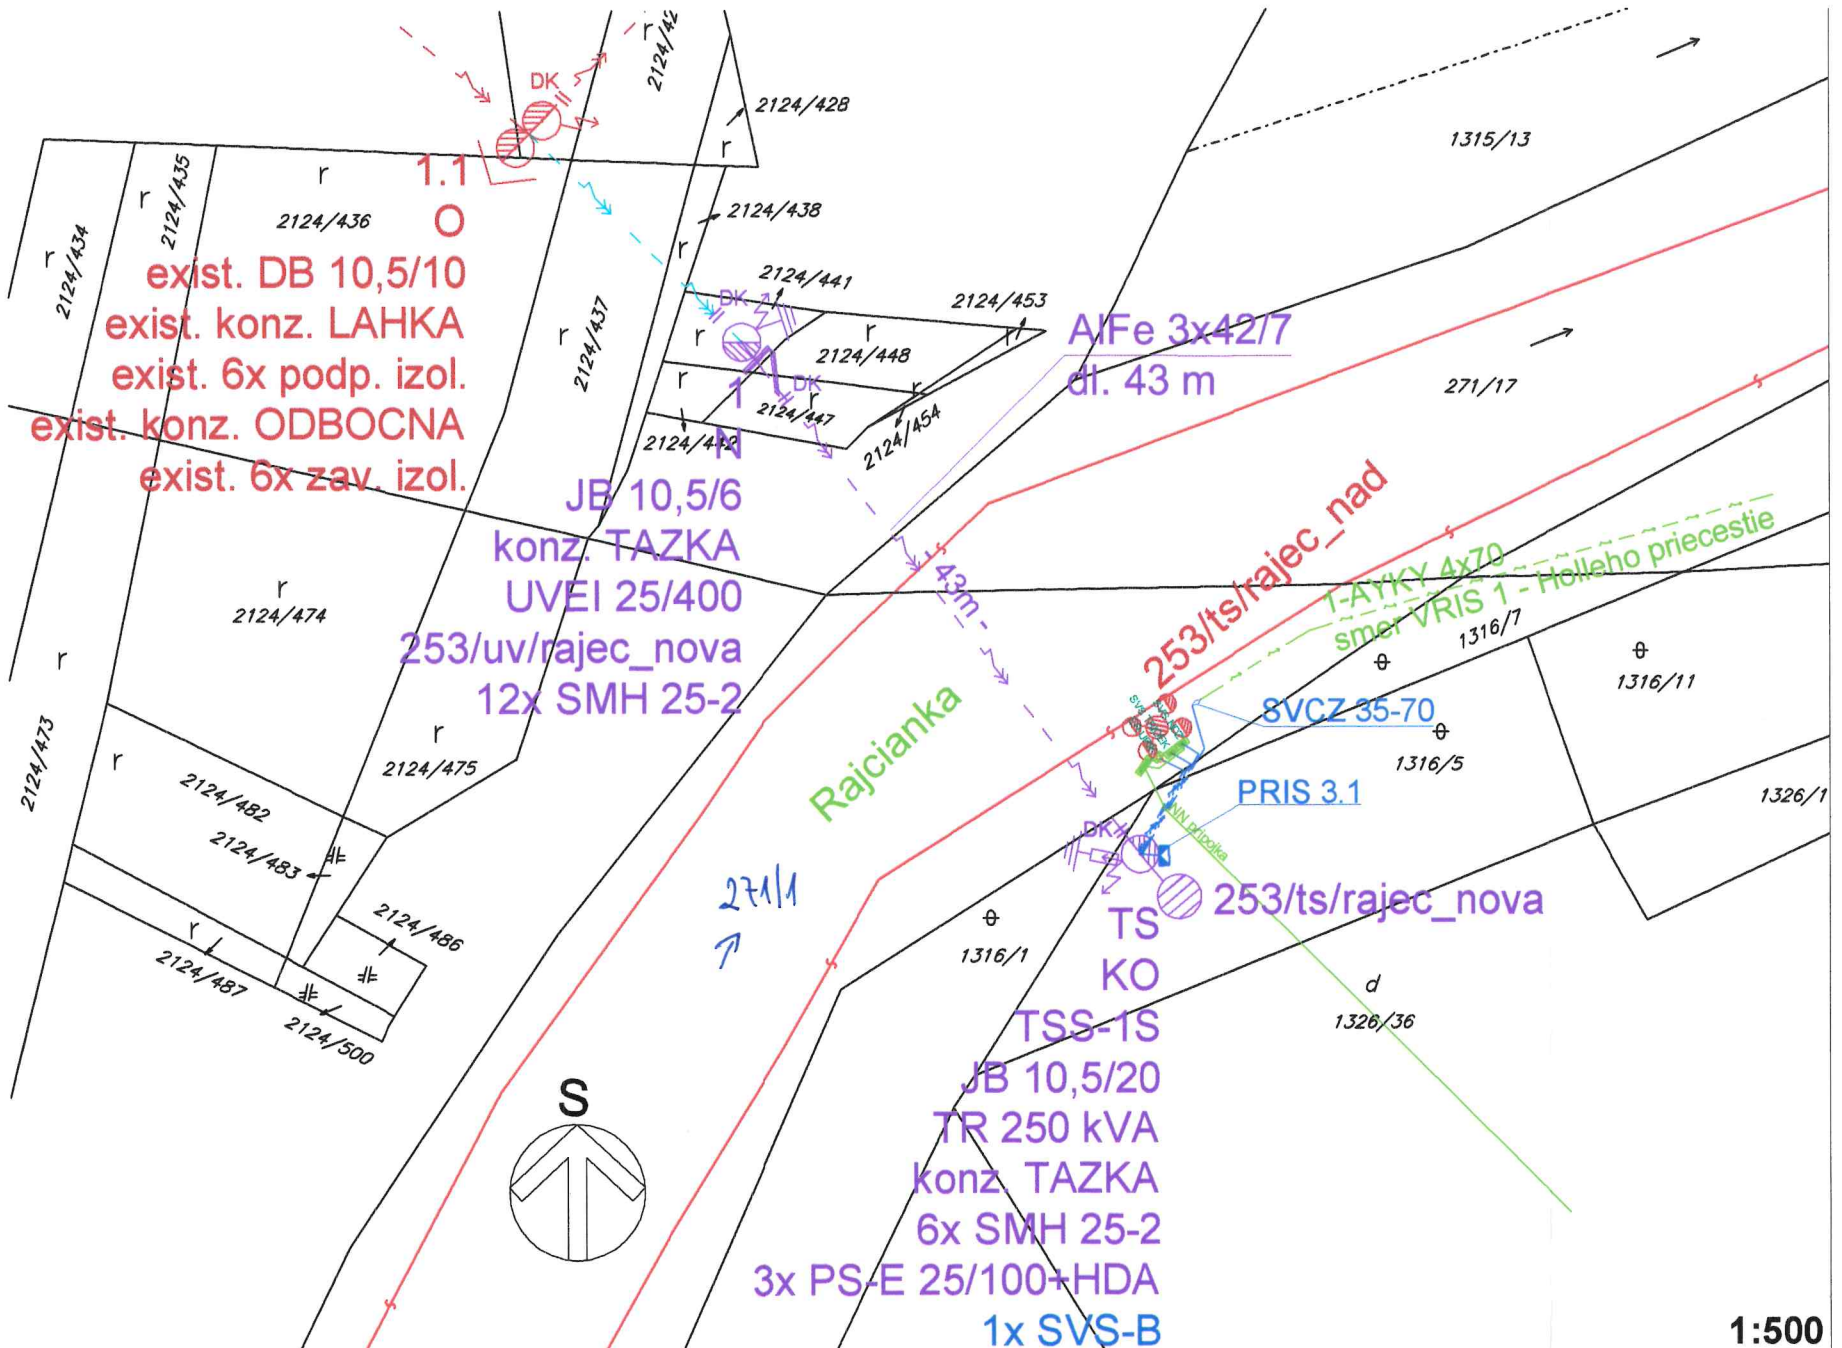 2124/42
DK
2124/428
r
r
1315/13
2124/434
r
2124/435
r
r
2124/436
1.1
O
exist. DB 10,5/10
exist. konz. LAHKA
exist. 6x podp. izol.
exist. konz. ODBOCNA
exist. 6x zav. izol.
2124/438
r
2124/437
r
2124/441
2124/453
DK
r
r
r
2124/448
r
DK
r
r
2124/447
2124/442
2124/454
AlFe 3x42/7
dl. 43 m
271/17
1
N
JB 10,5/6
konz. TAZKA
UVEI 25/400
253/uv/rajec_nova
12x SMH 25-2
43m
253/ts/rajec_nad
1-AYKY 4x70
smer VRIS 1 - Holleho priecestie
1316/7
1316/11
1316/5
1326/1
r
2124/474
r
2124/473
r
r
2124/475
2124/482
2124/483
2124/486
r
2124/487
2124/500
Rajcianka
SVCZ 35-70
PRIS 3.1
NN pripojka
DK
253/ts/rajec_nova
271/1
1316/1
d
1326/36
TS
KO
TSS-1S
JB 10,5/20
TR 250 kVA
konz. TAZKA
6x SMH 25-2
3x PS-E 25/100+HDA
1x SVS-B
S
1:500